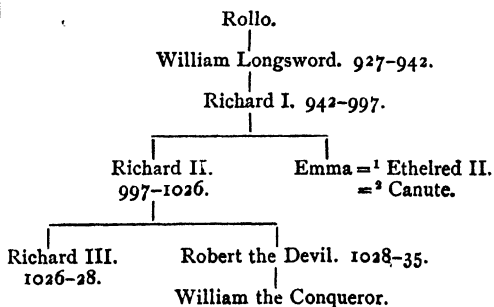 Rollo.
William Longsword. 927–942.
Richard I. 942–997.
Richard II.
997–1026.
Emma = ¹ Ethelred II.
= ² Canute.
Richard III.
1026–28.
Robert the Devil. 1028–35.
William the Conqueror.